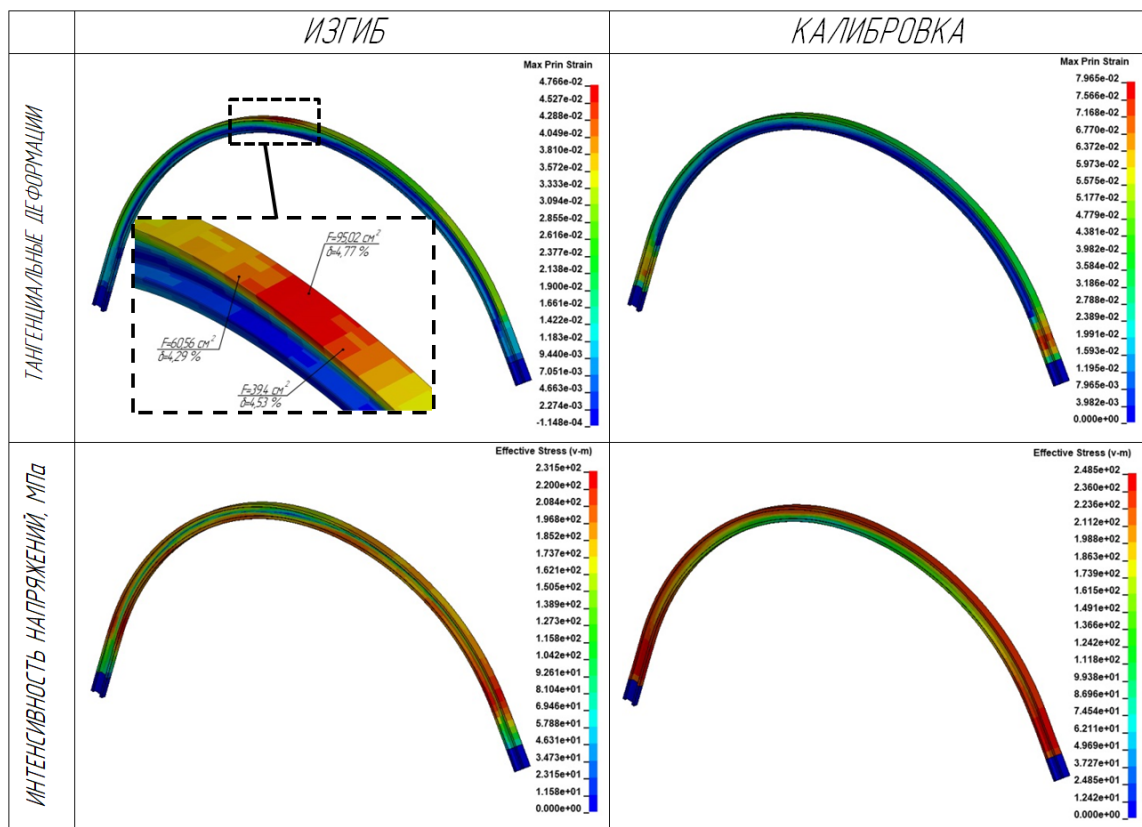 ИЗГИБ
КАЛИБРОВКА
ТАНГЕНЦИАЛЬНЫЕ ДЕФОРМАЦИИ
Max Prin Strain
4.766e-02
4.527e-02
4.288e-02
4.049e-02
3.810e-02
3.572e-02
3.333e-02
3.094e-02
2.855e-02
2.616e-02
2.377e-02
2.138e-02
1.900e-02
1.661e-02
1.422e-02
1.183e-02
9.440e-03
7.051e-03
4.663e-03
2.274e-03
-1.148e-04
F=95,02 см²
δ=4,77 %
F=60,56 см²
δ=4,29 %
F=39,4 см²
δ=4,53 %
Max Prin Strain
7.965e-02
7.566e-02
7.168e-02
6.770e-02
6.372e-02
5.973e-02
5.575e-02
5.177e-02
4.779e-02
4.381e-02
3.982e-02
3.584e-02
3.186e-02
2.788e-02
2.389e-02
1.991e-02
1.593e-02
1.195e-02
7.965e-03
3.982e-03
0.000e+00
ИНТЕНСИВНОСТЬ НАПРЯЖЕНИЙ, МПа
Effective Stress (v-m)
2.315e+02
2.200e+02
2.084e+02
1.968e+02
1.852e+02
1.737e+02
1.621e+02
1.505e+02
1.389e+02
1.273e+02
1.158e+02
1.042e+02
9.261e+01
8.104e+01
6.946e+01
5.788e+01
4.631e+01
3.473e+01
2.315e+01
1.158e+01
0.000e+00
Effective Stress (v-m)
2.485e+02
2.360e+02
2.236e+02
2.112e+02
1.988e+02
1.863e+02
1.739e+02
1.615e+02
1.491e+02
1.366e+02
1.242e+02
1.118e+02
9.938e+01
8.696e+01
7.454e+01
6.211e+01
4.969e+01
3.727e+01
2.485e+01
1.242e+01
0.000e+00